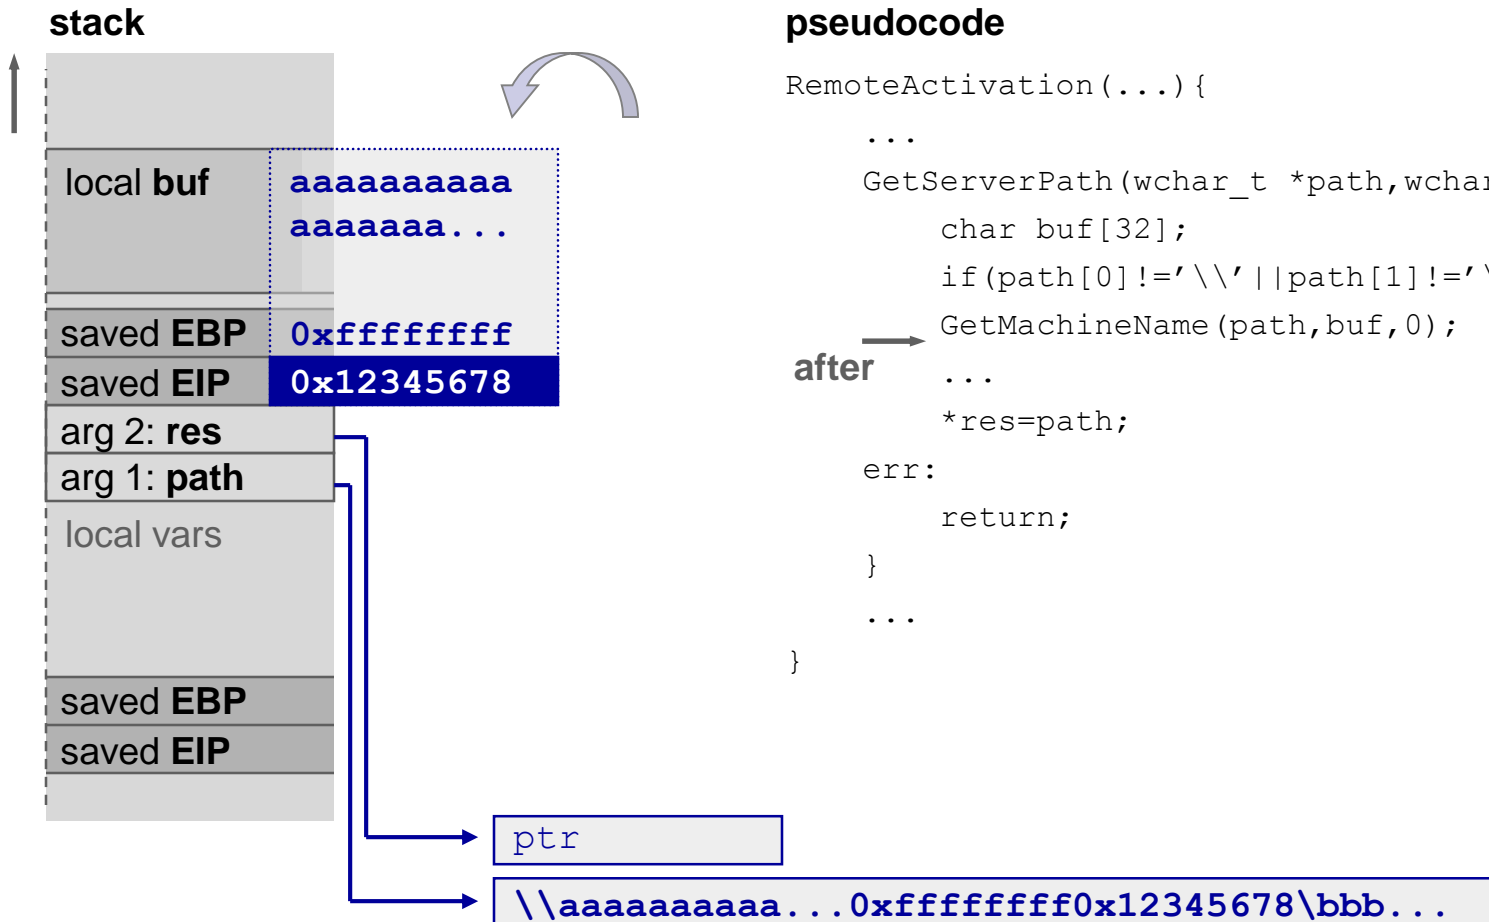 stack
local buf
aaaaaaaaaa
aaaaaaa...
saved EBP
0xffffffff
saved EIP
0x12345678
arg 2: res
arg 1: path
local vars
saved EBP
saved EIP
ptr
\\aaaaaaaaaa...0xffffffff0x12345678\bbb...
pseudocode
RemoteActivation(...){
...
GetServerPath(wchar_t *path,wchar
char buf[32];
if(path[0]!='\\'||path[1]!='\
GetMachineName(path,buf,0);
after
...
*res=path;
err:
return;
}
...
}